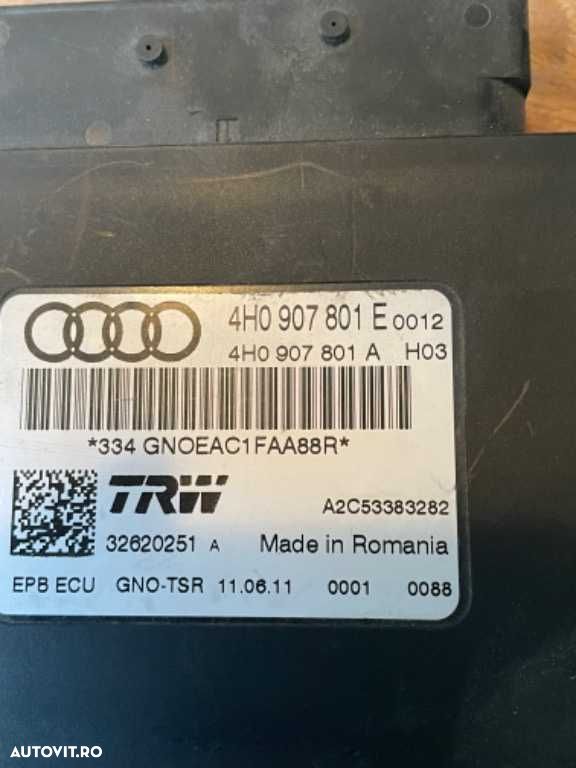 4H0 907 801 E 0012
4H0 907 801 A H03
*334 GNOEAC1FAA88R*
TRW
A2C53383282
32620251 A Made in Romania
EPB ECU GNO-TSR 11.06.11 0001 0088
AUTOVIT.RO